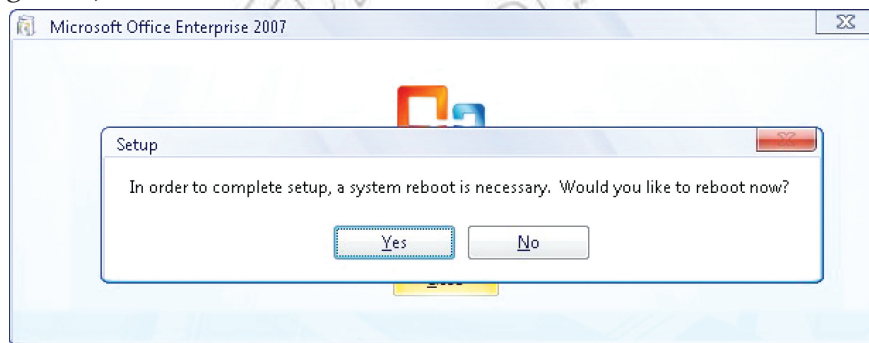 Microsoft Office Enterprise 2007
Setup
In order to complete setup, a system reboot is necessary. Would you like to reboot now?
Yes
No